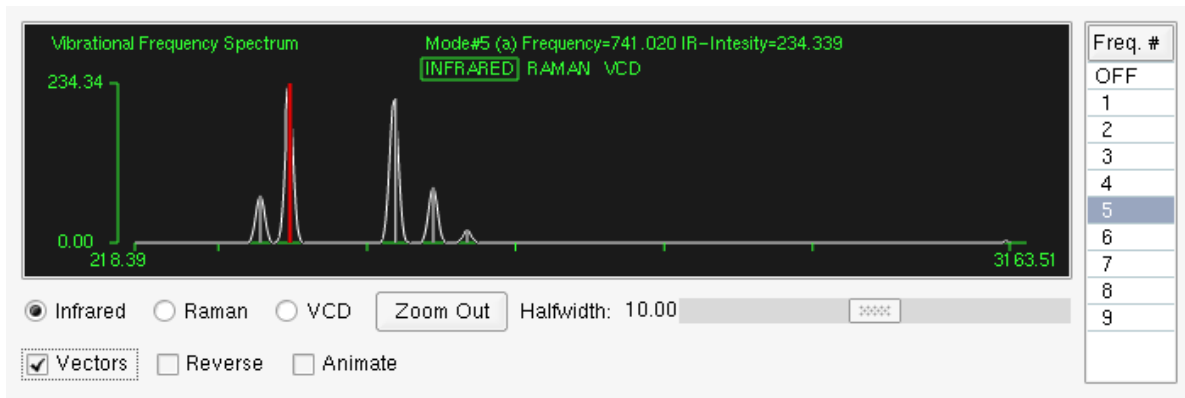 Vibrational Frequency Spectrum
Mode#5 (a) Frequency=741.020 IR-Intesity=234.339
INFRARED RAMAN VCD
234.34
0.00
218.39
3163.51
Infrared Raman VCD Zoom Out Halfwidth: 10.00
Vectors Reverse Animate
Freq. #
OFF
1
2
3
4
5
6
7
8
9